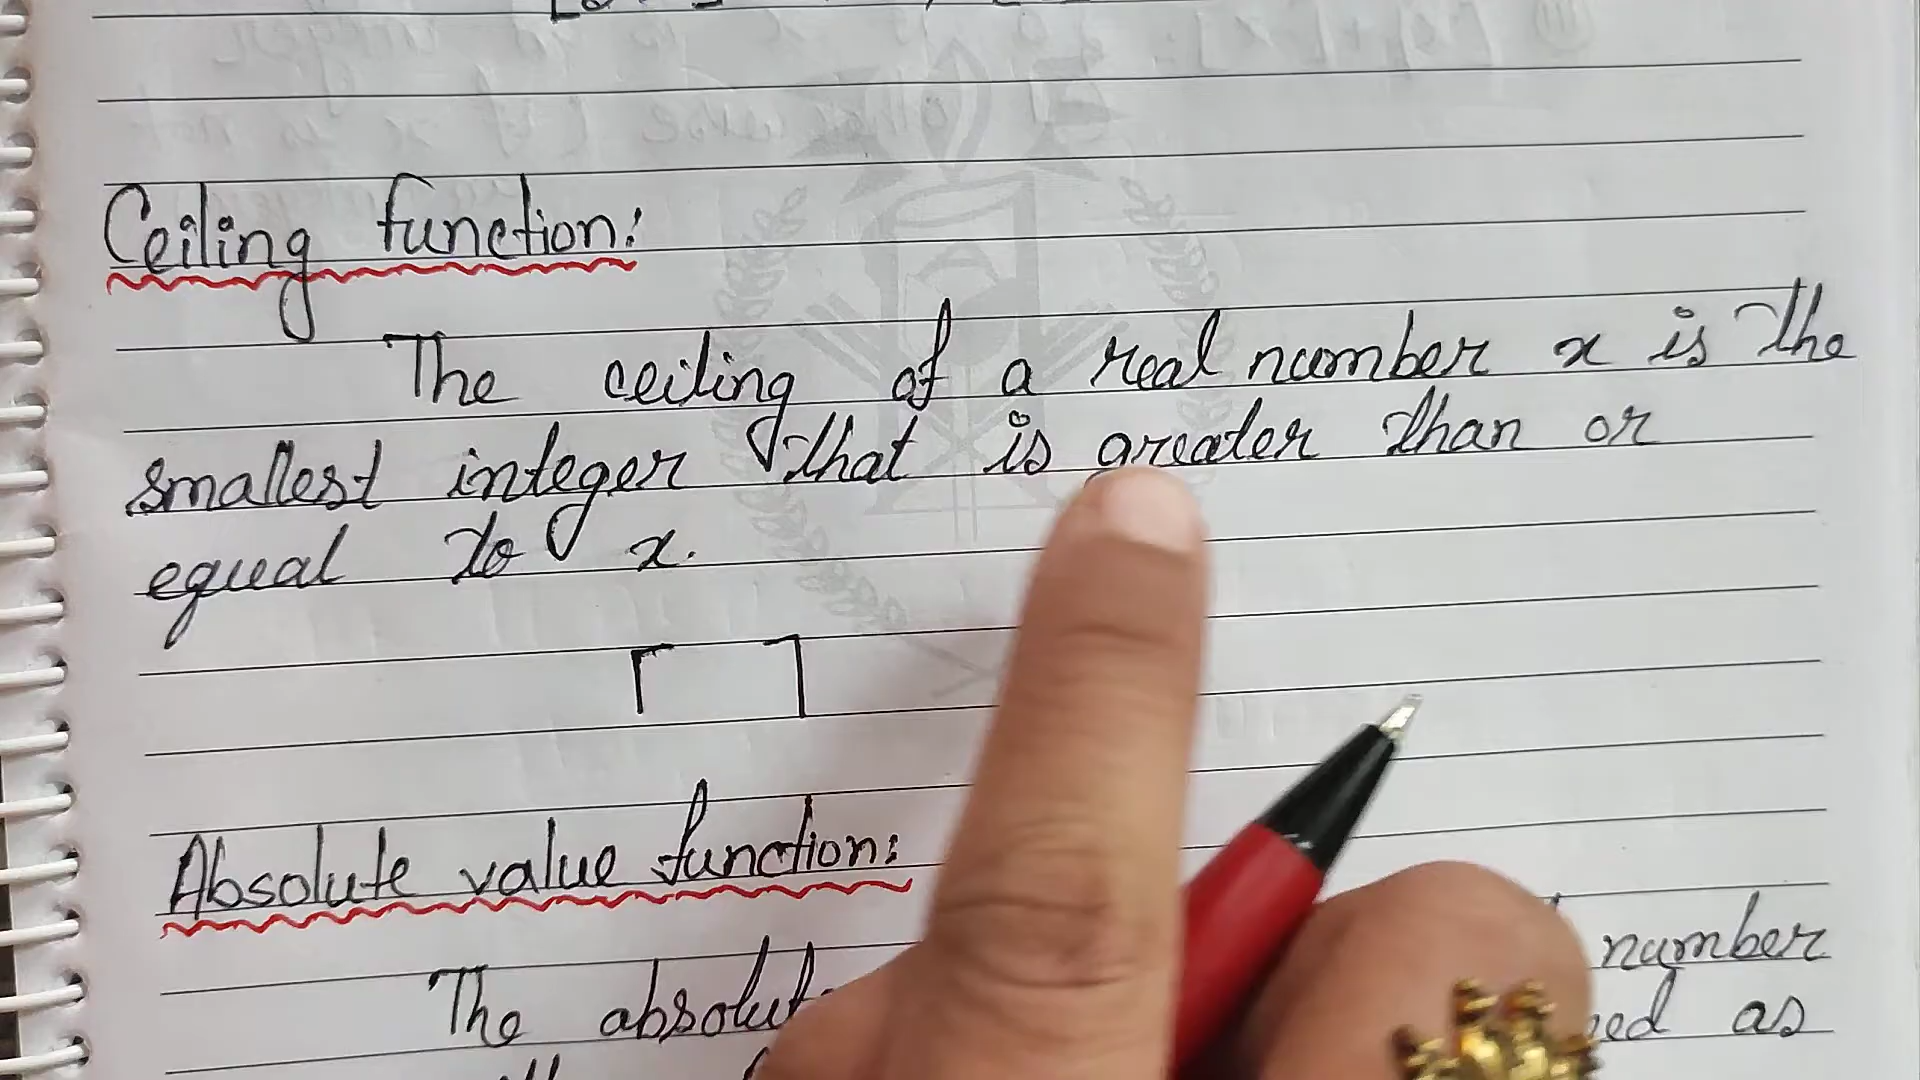 Ceiling function:
The ceiling of a real number x is the
smallest integer that is greater than or
equal to x.
Absolute value function:
The number
as